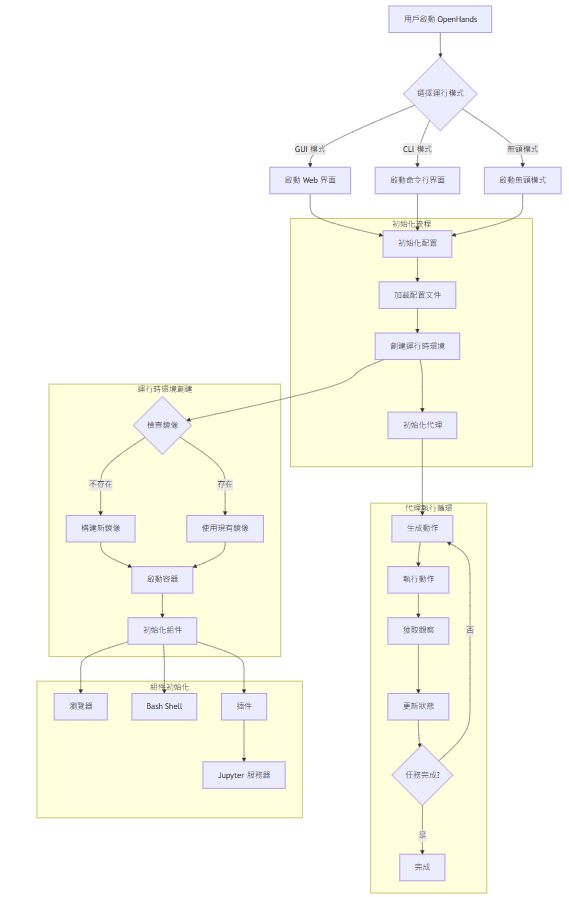 用戶啟動 OpenHands
選擇運行模式
GUI 模式
CLI 模式
無頭模式
啟動 Web 界面
啟動命令行界面
啟動無頭模式
初始化流程
初始化配置
加載配置文件
創建運行時環境
運行時環境創建
檢查鏡像
初始化代理
不存在
存在
代理執行循環
構建新鏡像
使用現有鏡像
生成動作
啟動容器
執行動作
初始化組件
獲取觀察
否
組件初始化
瀏覽器
Bash Shell
插件
更新狀態
Jupyter 服務器
任務完成?
是
完成